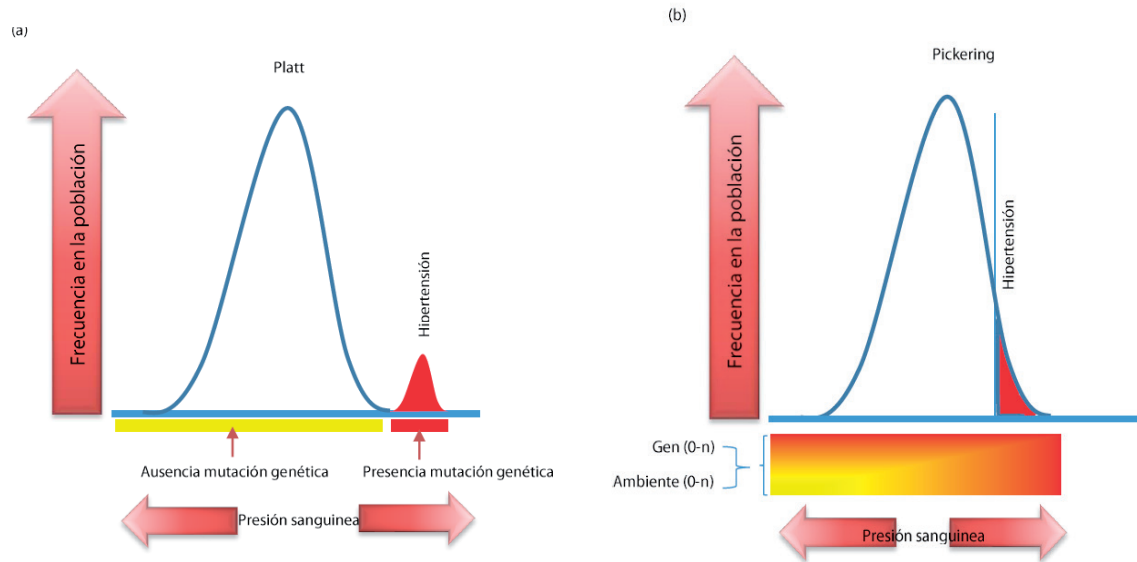 (a)
Platt
Frecuencia en la población
Hipertensión
Ausencia mutación genética
Presencia mutación genética
Presión sanguinea
(b)
Pickering
Frecuencia en la población
Hipertensión
Gen (0-n)
Ambiente (0-n)
Presión sanguinea